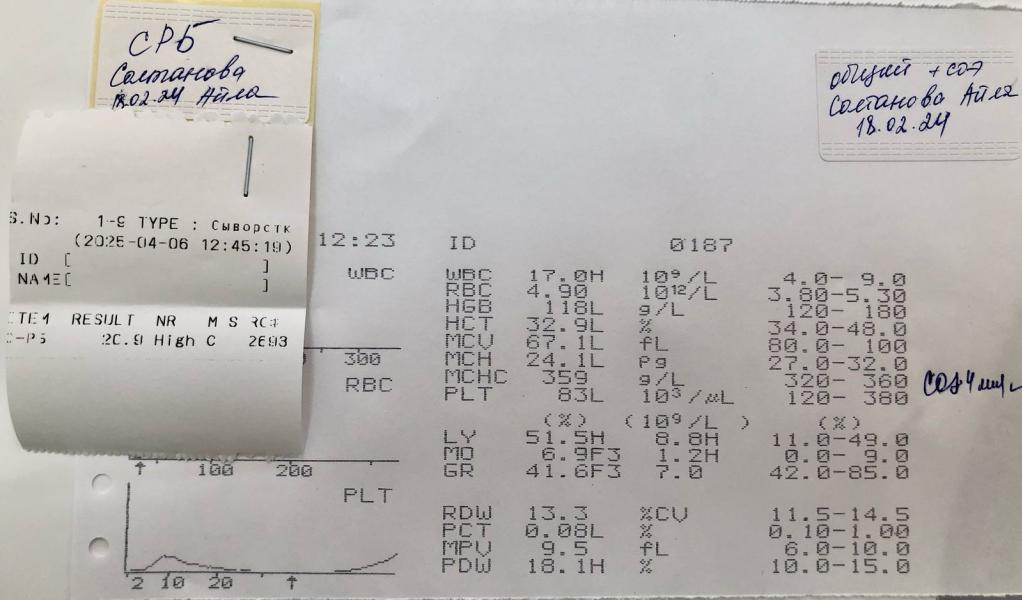 СРБ
Солтанова
18.02.24 Айла
общий + СОЭ
Солтанова Айла
18.02.24
S.No: 1-9 TYPE : Сыворстк
(2025-04-06 12:45:19)
ID [ ]
NAME[ ]
RESULT NR M S
20.9 High C 2693
12:23 ID 0187
WBC
WBC 17.0H 10⁹/L 4.0- 9.0
RBC 4.90 10¹²/L 3.80-5.30
HGB 118L g/L 120- 180
HCT 32.9L % 34.0-48.0
MCV 67.1L fL 80.0- 100
MCH 24.1L Pg 27.0-32.0
MCHC 359 g/L 320- 360
PLT 83L 10³/µL 120- 380
СОЭ 4 мм/ч
300
RBC
(%) (10⁹/L ) (%)
LY 51.5H 8.8H 11.0-49.0
MO 6.9F3 1.2H 0.0- 9.0
GR 41.6F3 7.0 42.0-85.0
100 200
PLT
RDW 13.3 %CV 11.5-14.5
PCT 0.08L % 0.10-1.00
MPV 9.5 fL 6.0-10.0
PDW 18.1H % 10.0-15.0
2 10 20